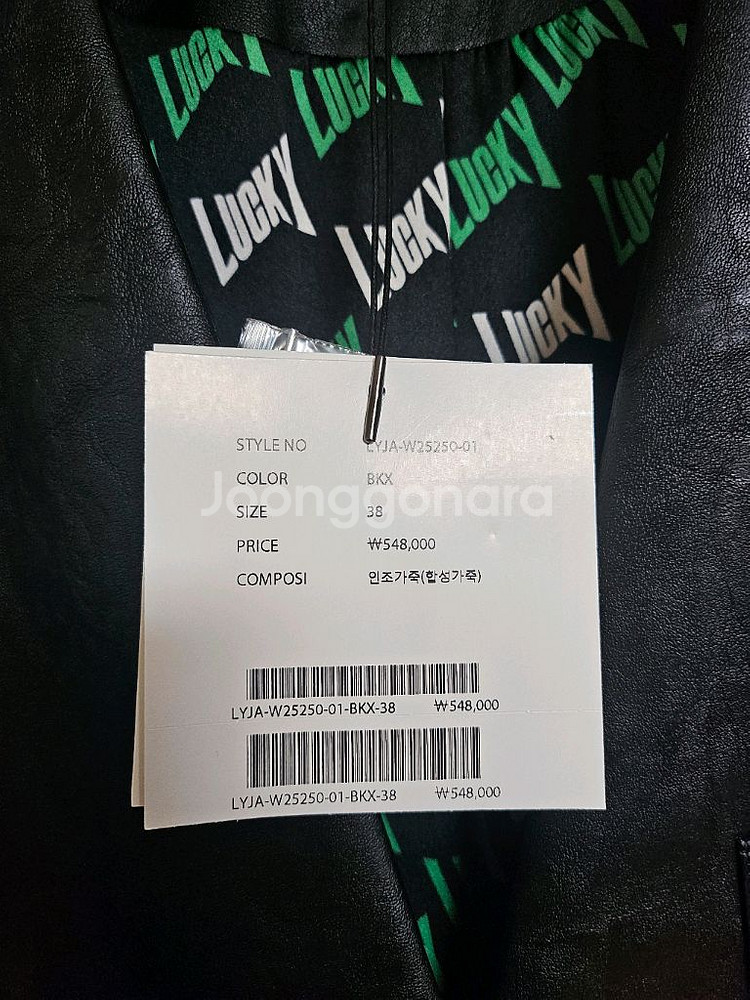 LUCKY LUCKY LUCKY
LUCKY LUCKY LUCKY
LUCKY
STYLE NO LYJA-W25250-01
COLOR BKX
Joonggonara
SIZE 38
PRICE ₩548,000
COMPOSI 인조가죽(합성가죽)
LYJA-W25250-01-BKX-38 ₩548,000
LYJA-W25250-01-BKX-38 ₩548,000